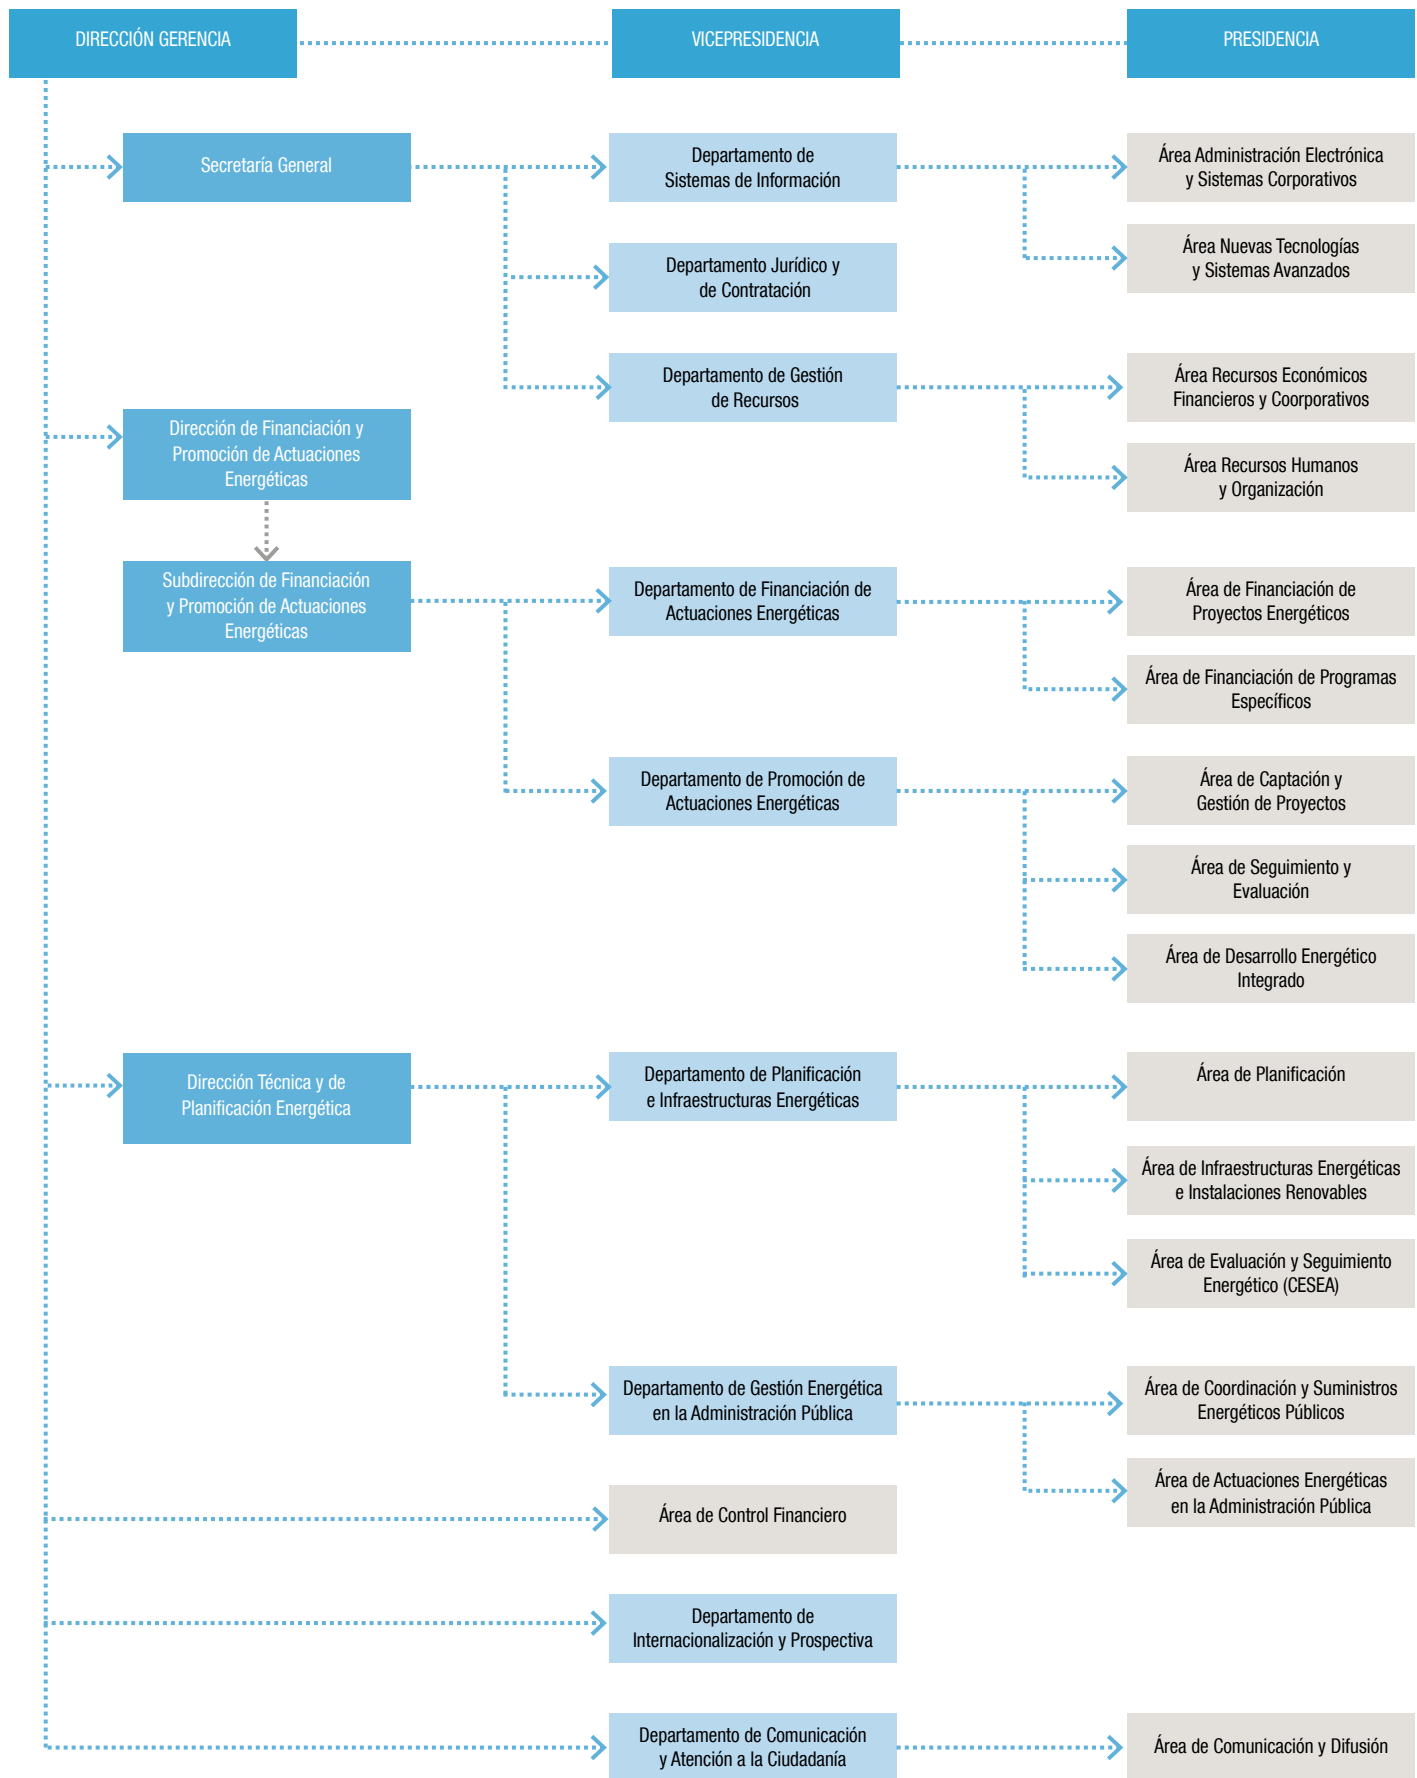 DIRECCIÓN GERENCIA
VICEPRESIDENCIA
PRESIDENCIA
Secretaría General
Departamento de
Sistemas de Información
Área Administración Electrónica
y Sistemas Corporativos
Área Nuevas Tecnologías
y Sistemas Avanzados
Departamento Jurídico y
de Contratación
Departamento de Gestión
de Recursos
Área Recursos Económicos
Financieros y Coorporativos
Área Recursos Humanos
y Organización
Dirección de Financiación y
Promoción de Actuaciones
Energéticas
Subdirección de Financiación
y Promoción de Actuaciones
Energéticas
Departamento de Financiación de
Actuaciones Energéticas
Área de Financiación de
Proyectos Energéticos
Área de Financiación de Programas
Específicos
Departamento de Promoción de
Actuaciones Energéticas
Área de Captación y
Gestión de Proyectos
Área de Seguimiento y
Evaluación
Área de Desarrollo Energético
Integrado
Dirección Técnica y de
Planificación Energética
Departamento de Planificación
e Infraestructuras Energéticas
Área de Planificación
Área de Infraestructuras Energéticas
e Instalaciones Renovables
Área de Evaluación y Seguimiento
Energético (CESEA)
Departamento de Gestión Energética
en la Administración Pública
Área de Coordinación y Suministros
Energéticos Públicos
Área de Actuaciones Energéticas
en la Administración Pública
Área de Control Financiero
Departamento de
Internacionalización y Prospectiva
Departamento de Comunicación
y Atención a la Ciudadanía
Área de Comunicación y Difusión